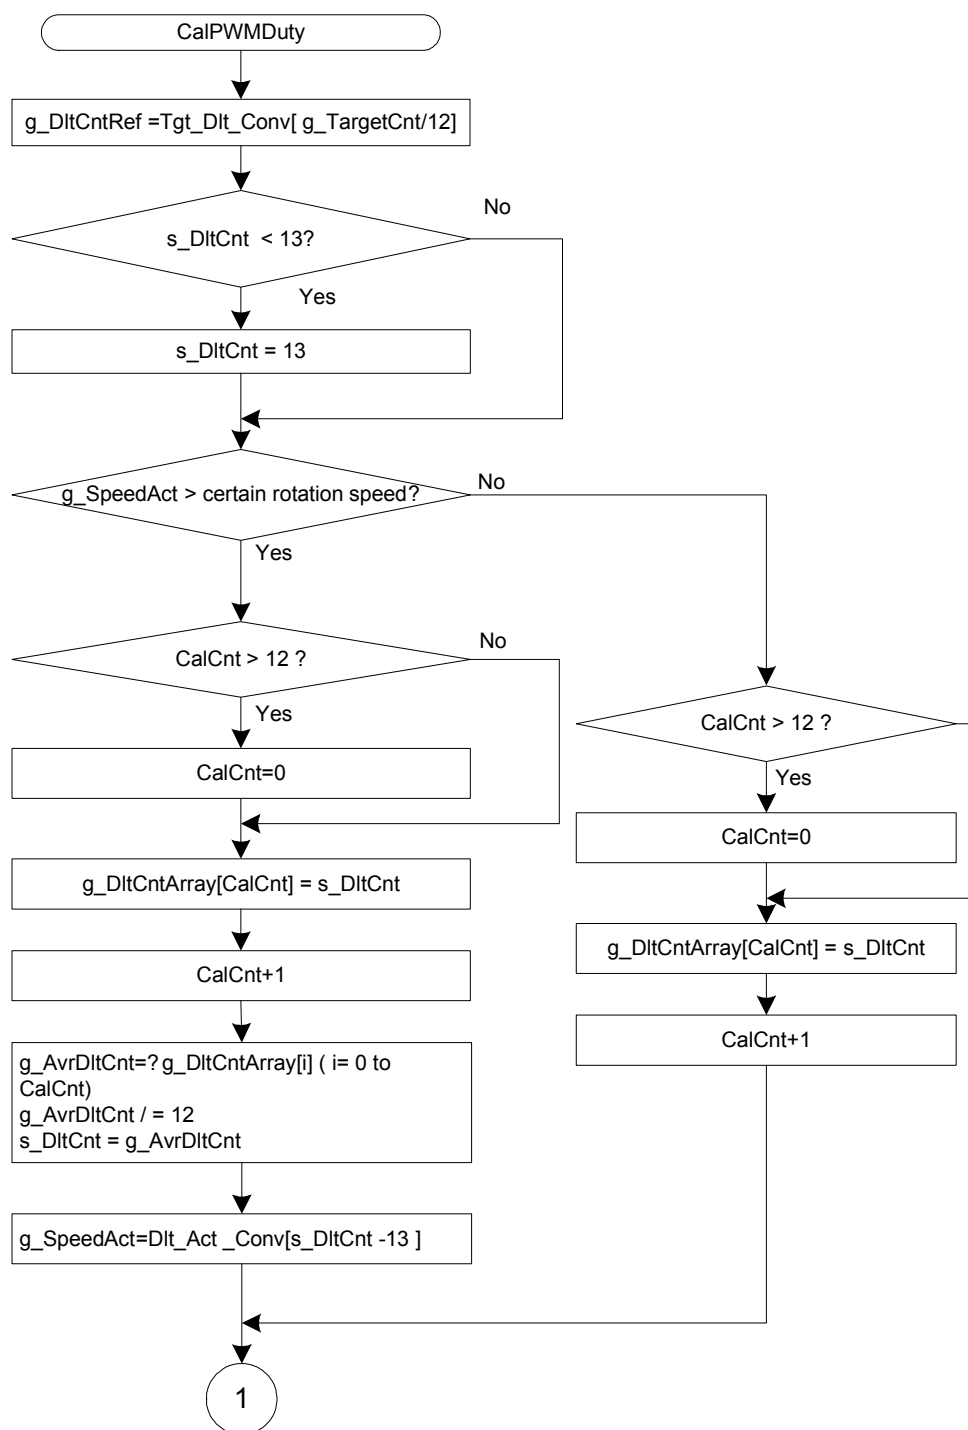 CalPWMDuty
g_DltCntRef =Tgt_Dlt_Conv[ g_TargetCnt/12]
No
s_DltCnt  < 13?
Yes
s_DltCnt = 13
No
g_SpeedAct > certain rotation speed?
Yes
No
CalCnt > 12 ?
Yes
CalCnt > 12 ?
CalCnt=0
Yes
CalCnt=0
g_DltCntArray[CalCnt] = s_DltCnt
g_DltCntArray[CalCnt] = s_DltCnt
CalCnt+1
CalCnt+1
g_AvrDltCnt=? g_DltCntArray[i] ( i= 0 to
CalCnt)
g_AvrDltCnt / = 12
s_DltCnt = g_AvrDltCnt
g_SpeedAct=Dlt_Act _Conv[s_DltCnt -13 ]
1